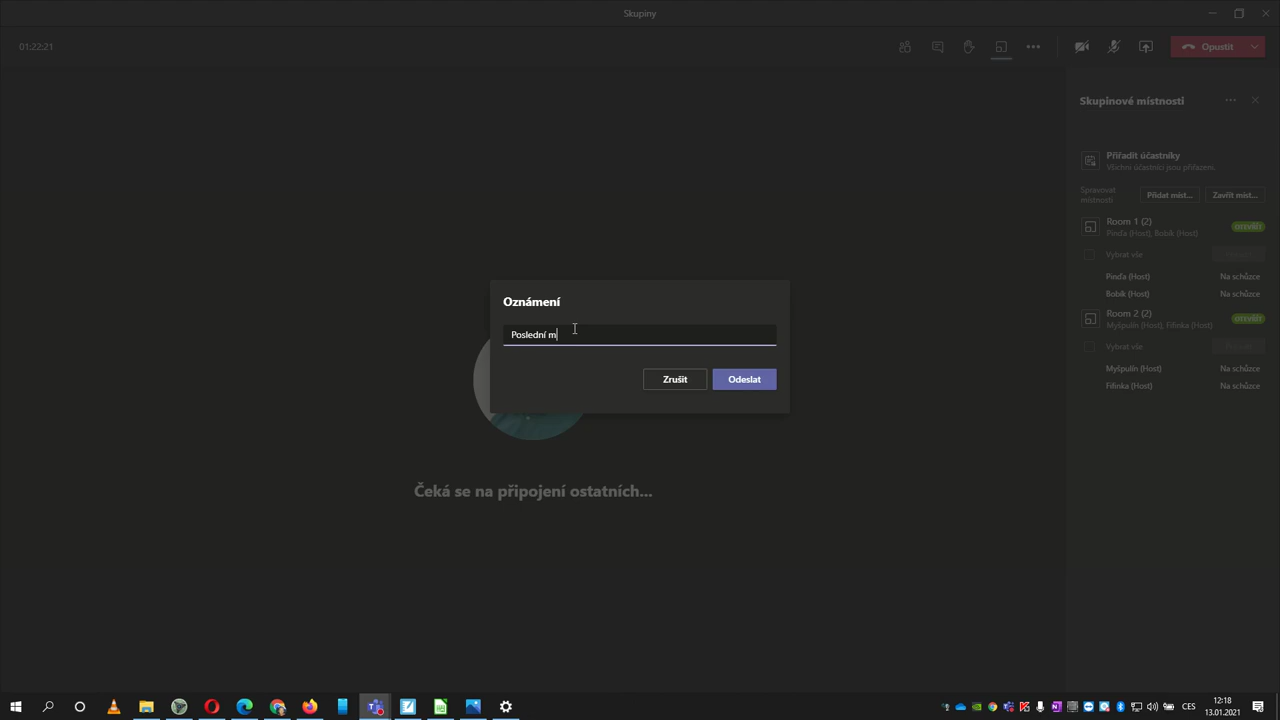 Skupiny
01:22:21
Opustit
Skupinové místnosti
Přiřadit účastníky
Všichni účastníci jsou přiřazeni.
Spravovat
místnosti
Přidat míst...
Zavřít míst...
Room 1 (2)
Pinďa (Host), Bobík (Host)
OTEVŘÍT
Vybrat vše
Pinďa (Host)
Na schůzce
Bobík (Host)
Na schůzce
Room 2 (2)
Myšpulín (Host), Fifinka (Host)
OTEVŘÍT
Vybrat vše
Myšpulín (Host)
Na schůzce
Fifinka (Host)
Na schůzce
Oznámení
Poslední m
Zrušit
Odeslat
Čeká se na připojení ostatních...
CES
12:18
13.01.2021